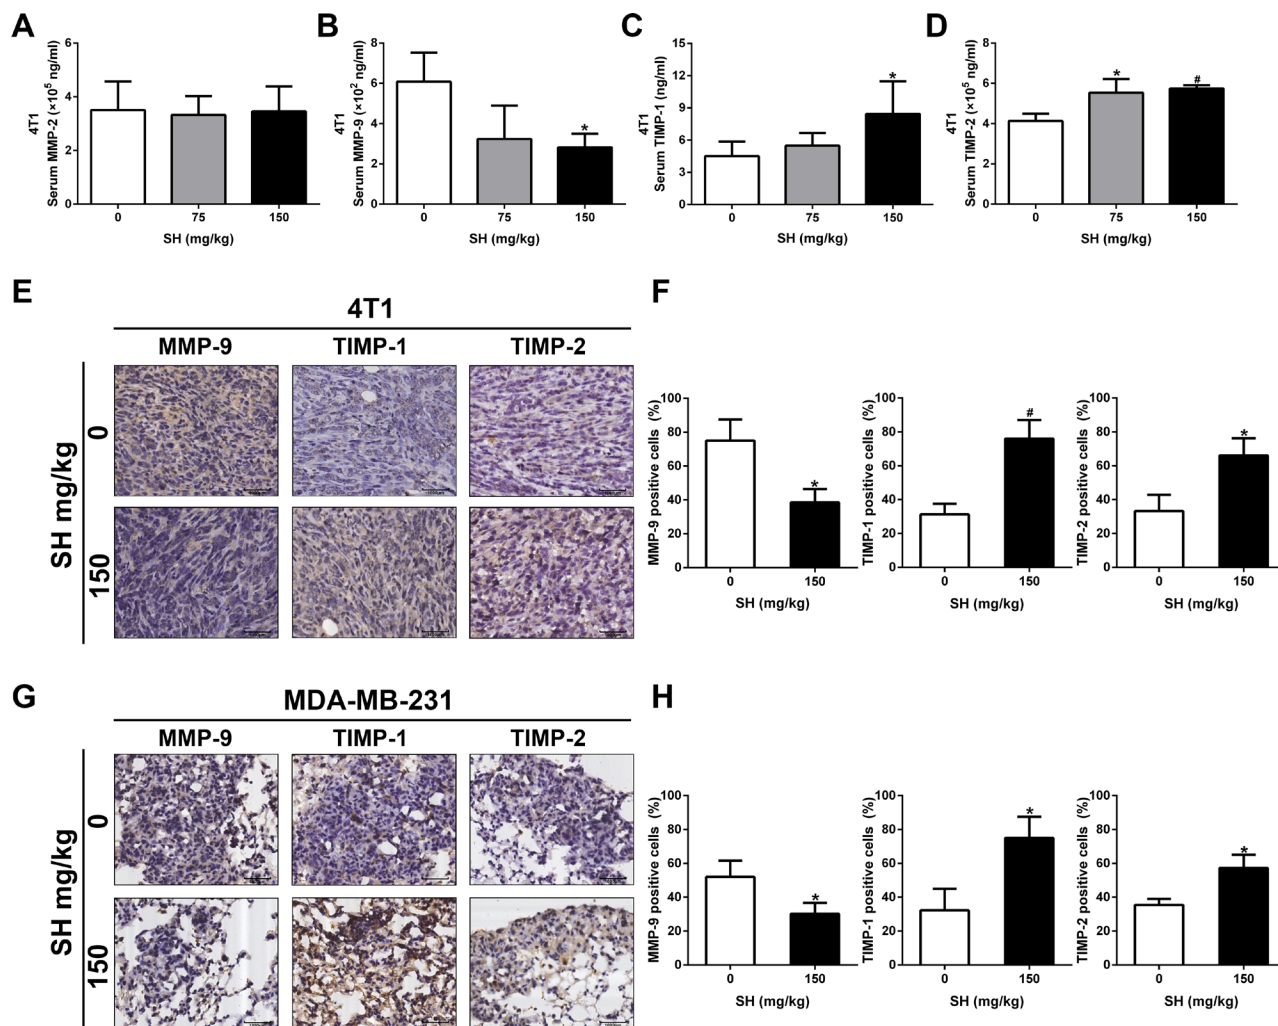 A
4T1
Serum MMP-2 (×10⁵ ng/ml)
6
4
2
0
0 75 150
SH (mg/kg)
B
4T1
Serum MMP-9 (×10² ng/ml)
8
6
4
2
0
*
0 75 150
SH (mg/kg)
C
4T1
Serum TIMP-1 (ng/ml)
15
12
9
6
3
0
*
0 75 150
SH (mg/kg)
D
4T1
Serum TIMP-2 (×10⁵ ng/ml)
8
6
4
2
0
* #
0 75 150
SH (mg/kg)
E
4T1
MMP-9 TIMP-1 TIMP-2
SH mg/kg
0
150
F
MMP-9 positive cells (%)
100
80
60
40
20
0
*
0 150
SH (mg/kg)
TIMP-1 positive cells (%)
100
80
60
40
20
0
#
0 150
SH (mg/kg)
TIMP-2 positive cells (%)
100
80
60
40
20
0
*
0 150
SH (mg/kg)
G
MDA-MB-231
MMP-9 TIMP-1 TIMP-2
SH mg/kg
0
150
H
MMP-9 positive cells (%)
100
80
60
40
20
0
*
0 150
SH (mg/kg)
TIMP-1 positive cells (%)
100
80
60
40
20
0
*
0 150
SH (mg/kg)
TIMP-2 positive cells (%)
100
80
60
40
20
0
*
0 150
SH (mg/kg)